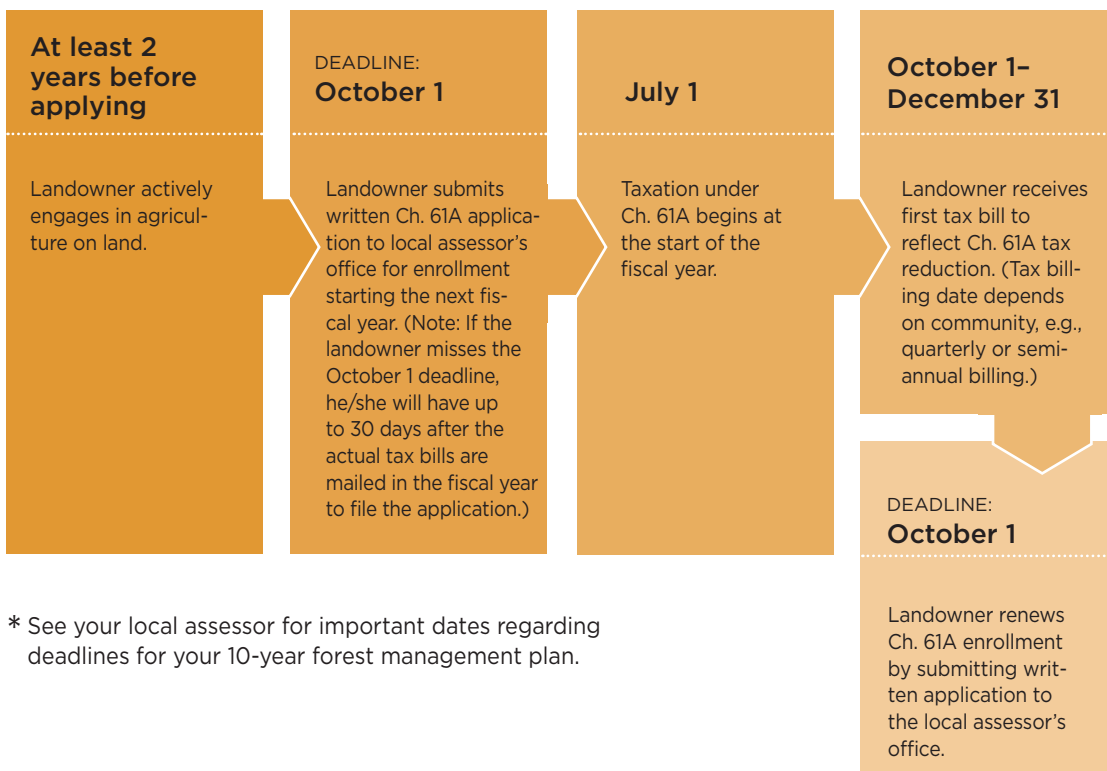 At least 2
years before
applying
Landowner actively
engages in agricul-
ture on land.
DEADLINE:
October 1
Landowner submits
written Ch. 61A applica-
tion to local assessor's
office for enrollment
starting the next fis-
cal year. (Note: If the
landowner misses the
October 1 deadline,
he/she will have up
to 30 days after the
actual tax bills are
mailed in the fiscal year
to file the application.)
July 1
Taxation under
Ch. 61A begins at
the start of the
fiscal year.
October 1–
December 31
Landowner receives
first tax bill to
reflect Ch. 61A tax
reduction. (Tax bill-
ing date depends
on community, e.g.,
quarterly or semi-
annual billing.)
DEADLINE:
October 1
Landowner renews
Ch. 61A enrollment
by submitting writ-
ten application to
the local assessor's
office.
* See your local assessor for important dates regarding
deadlines for your 10-year forest management plan.